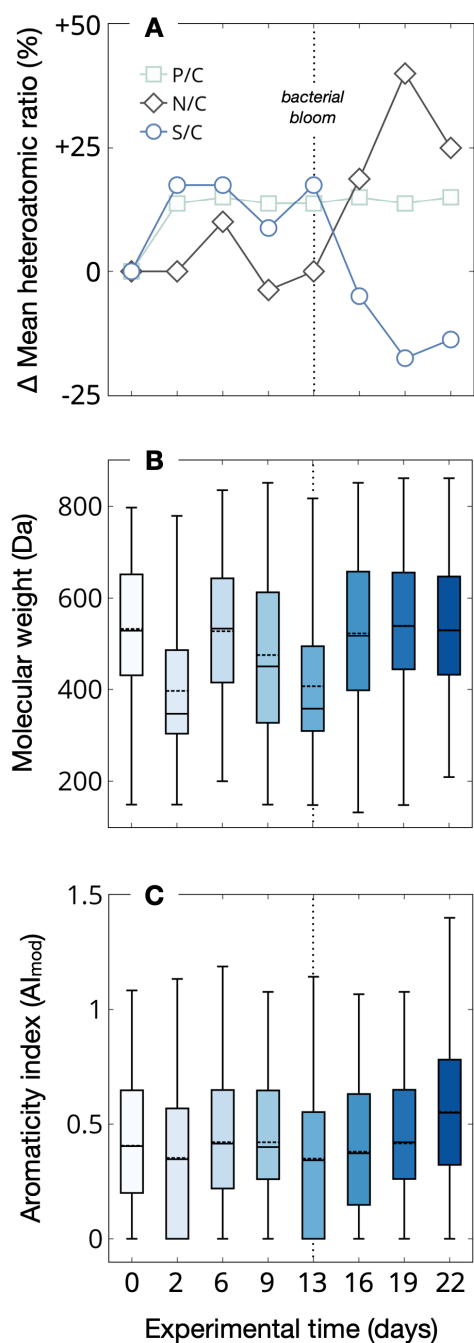 A
Δ Mean heteroatomic ratio (%)
+50
+25
0
-25
P/C
N/C
S/C
bacterial
bloom
B
Molecular weight (Da)
800
600
400
200
C
Aromaticity index (AImod)
1.5
1
0.5
0
0 2 6 9 13 16 19 22
Experimental time (days)